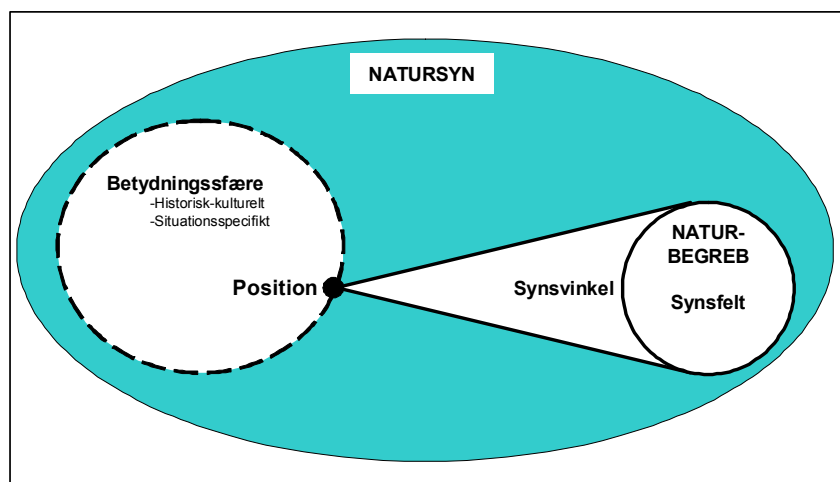 NATURSYN
Betydningssfære
-Historisk-kulturelt
-Situationsspecifikt
Position
Synsvinkel
NATUR-
BEGREB
Synsfelt